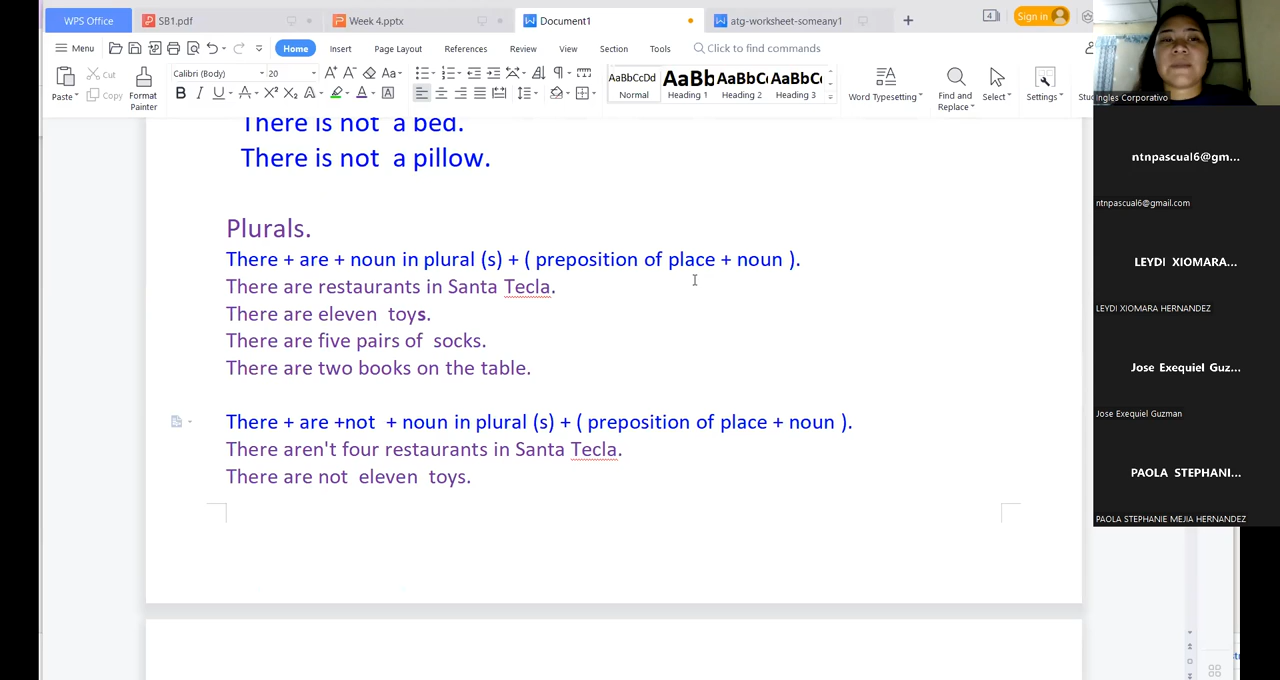 WPS Office
SB1.pdf
Week 4.pptx
Document1
atg-worksheet-someany1
+
4
Sign in
Menu
Home
Insert
Page Layout
References
Review
View
Section
Tools
Click to find commands
Paste
Cut
Copy
Format Painter
Calibri (Body)
20
AaBbCcDd
Normal
AaBb
Heading 1
AaBbC
Heading 2
AaBbC
Heading 3
Word Typesetting
Find and Replace
Select
Settings
Ingles Corporativo
There is not a bed.
There is not a pillow.
Plurals.
There + are + noun in plural (s) + ( preposition of place + noun ).
There are restaurants in Santa Tecla.
There are eleven toys.
There are five pairs of socks.
There are two books on the table.
There + are +not + noun in plural (s) + ( preposition of place + noun ).
There aren't four restaurants in Santa Tecla.
There are not eleven toys.
ntnpascual6@gm...
ntnpascual6@gmail.com
LEYDI XIOMARA...
LEYDI XIOMARA HERNANDEZ
Jose Exequiel Guz...
Jose Exequiel Guzman
PAOLA STEPHANI...
PAOLA STEPHANIE MEJIA HERNANDEZ